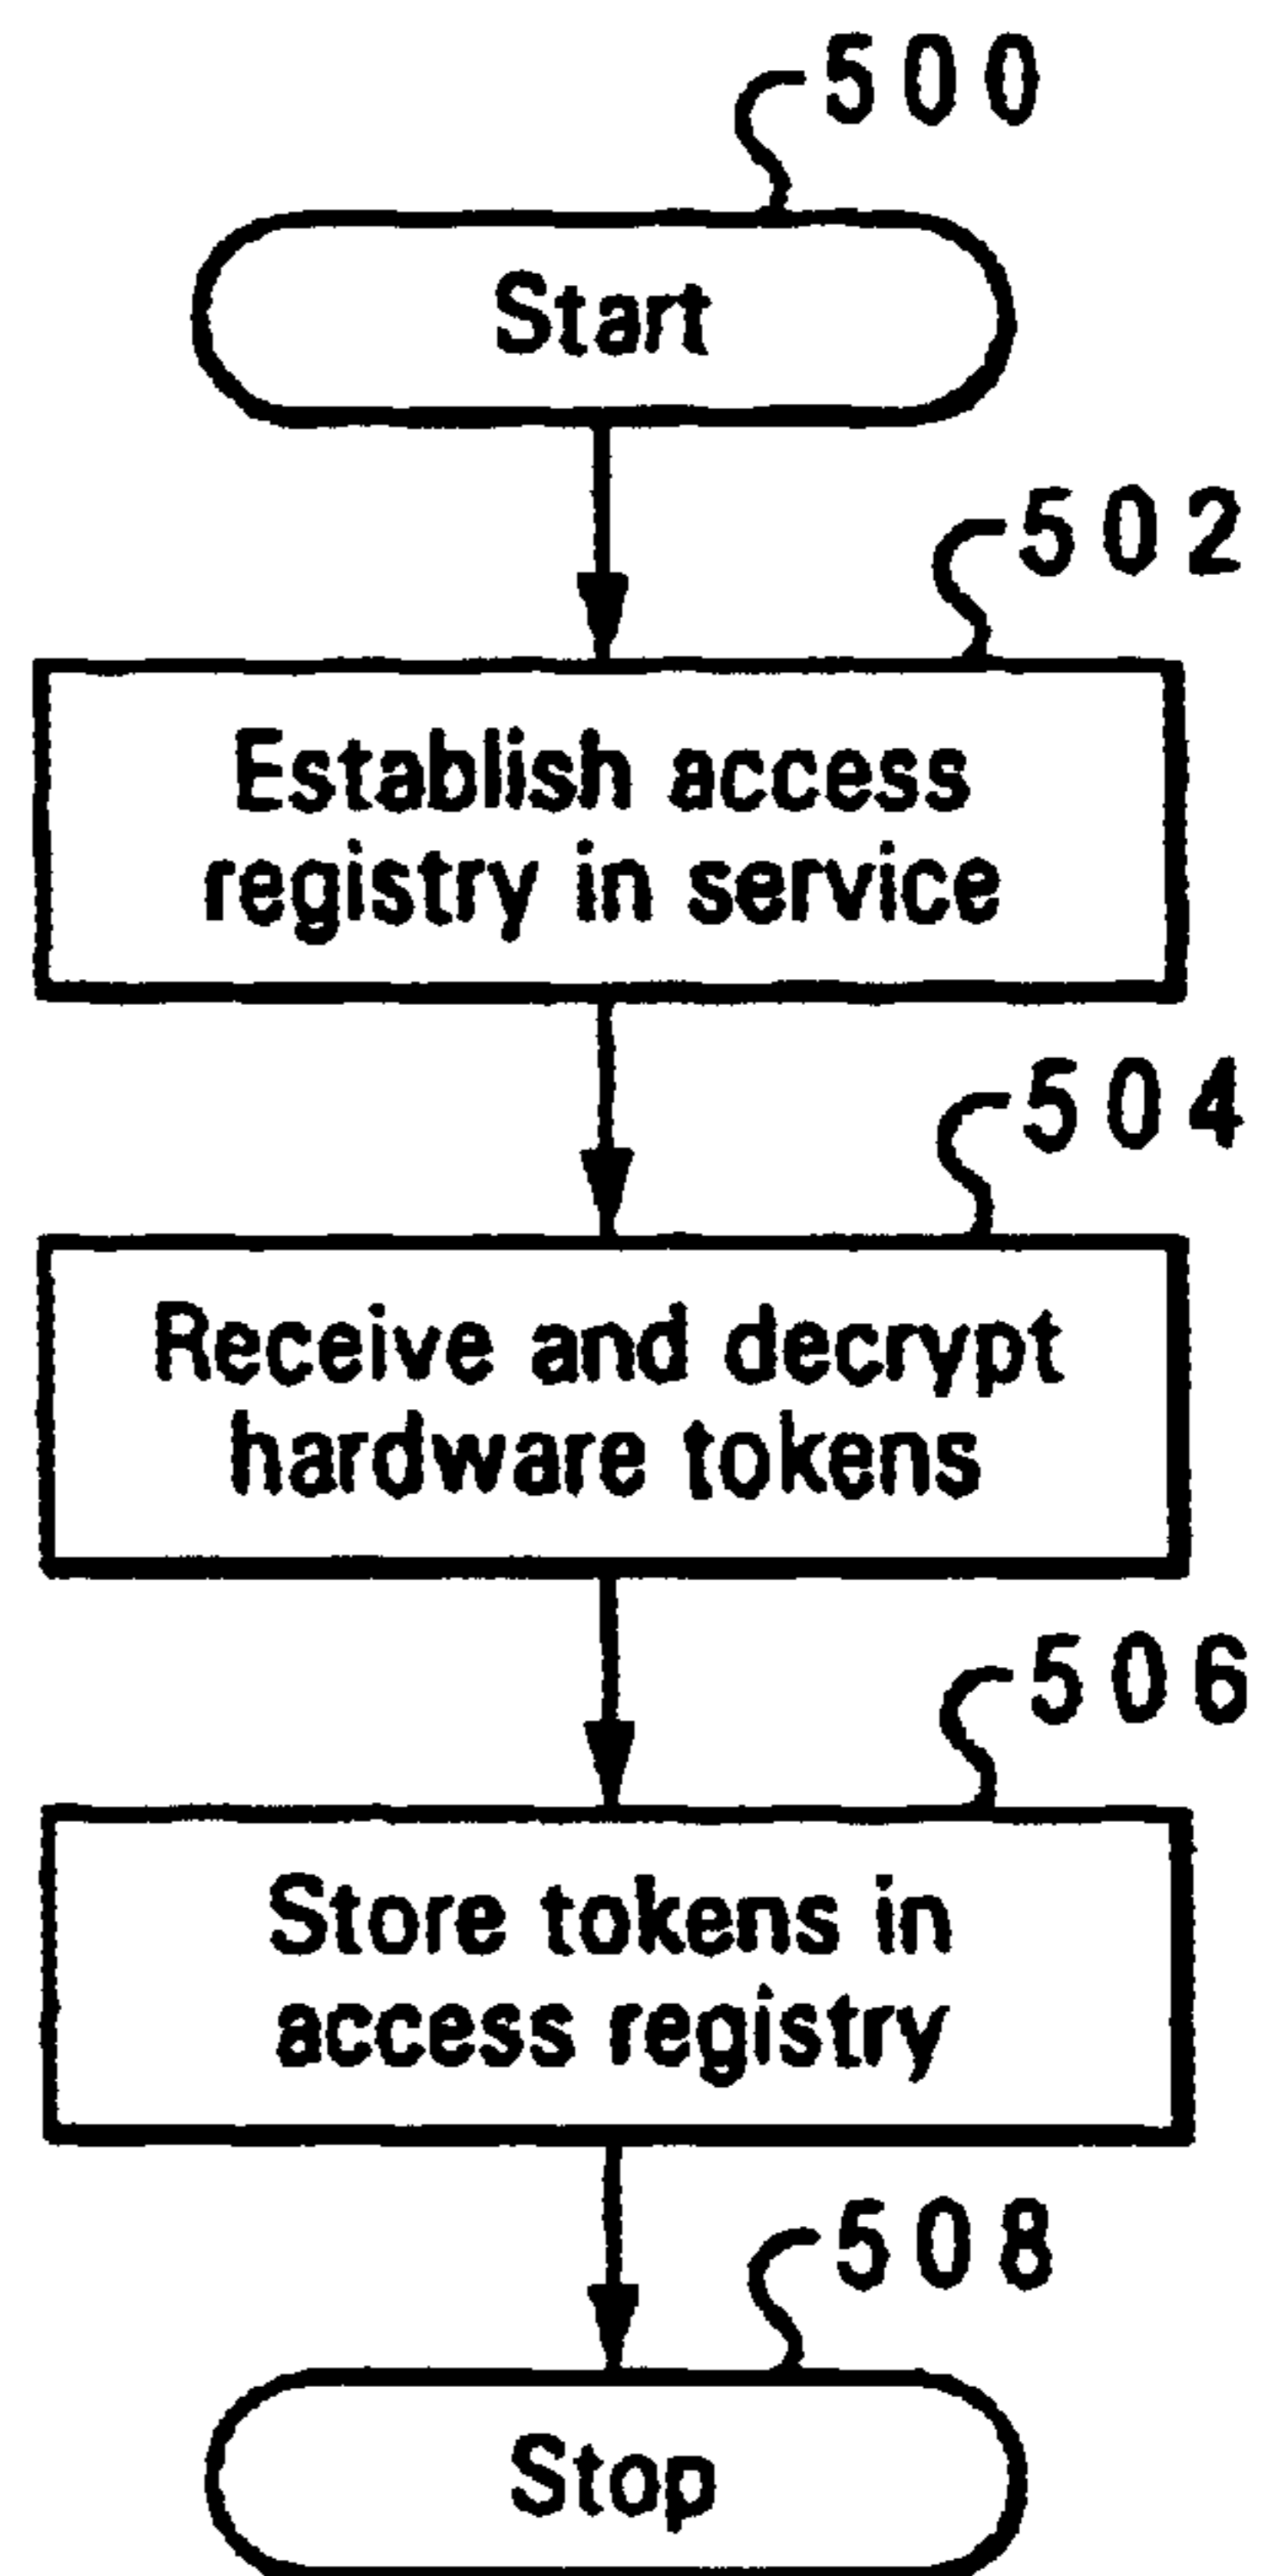 500
Start
502
Establish access
registry in service
504
Receive and decrypt
hardware tokens
506
Store tokens in
access registry
508
Stop